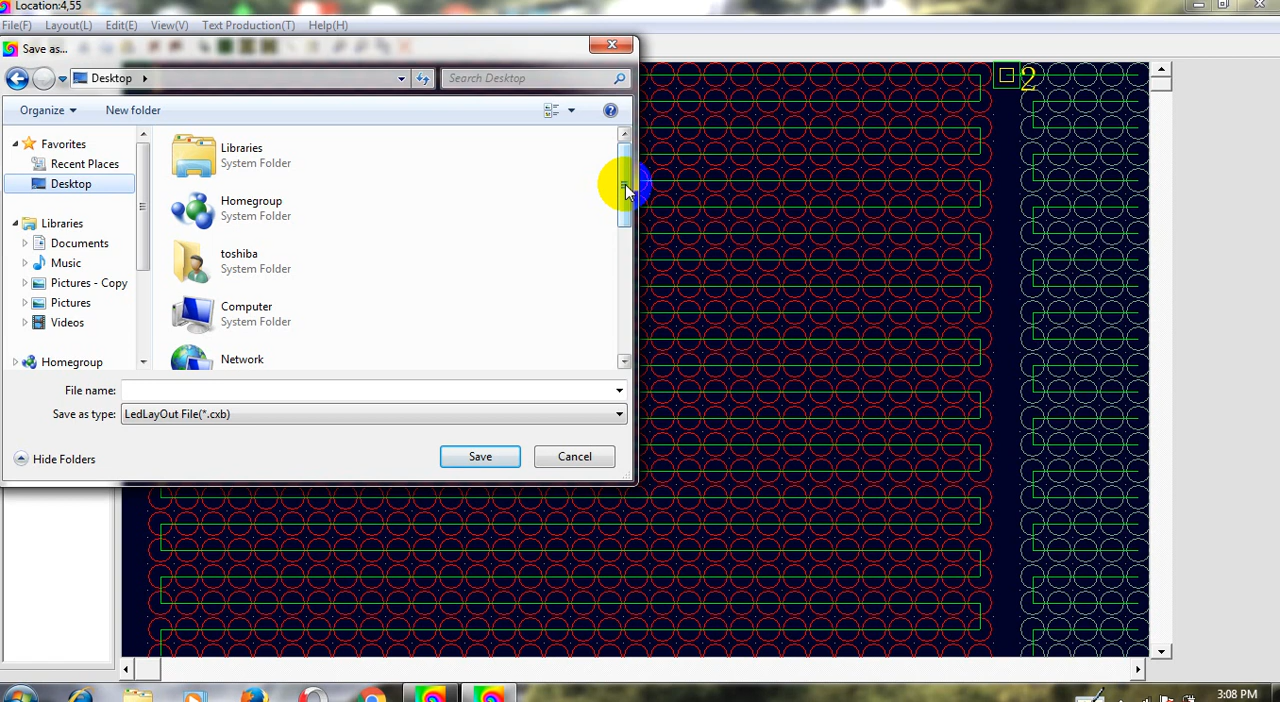 Location:4,55
File(F) Layout(L) Edit(E) View(V) Text Production(T) Help(H)
Save as...
Desktop
Search Desktop
Organize New folder
Favorites
Recent Places
Desktop
Libraries
Documents
Music
Pictures - Copy
Pictures
Videos
Homegroup
Libraries
System Folder
Homegroup
System Folder
toshiba
System Folder
Computer
System Folder
Network
File name:
Save as type: LedLayOut File(*.cxb)
Hide Folders
Save Cancel
2
3:08 PM